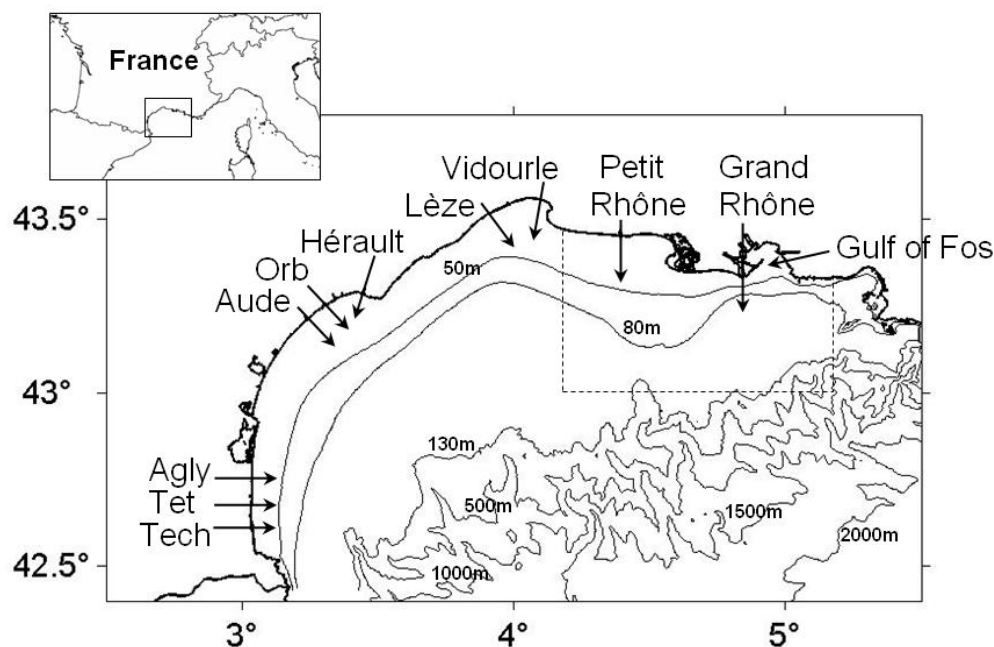 France
Vidourle
Petit
Rhône
Grand
Rhône
Lèze
43.5°
Hérault
Gulf of Fos
Orb
50m
Aude
80m
43°
130m
Agly
500m
1500m
Tet
Tech
2000m
42.5°
1000m
3°
4°
5°